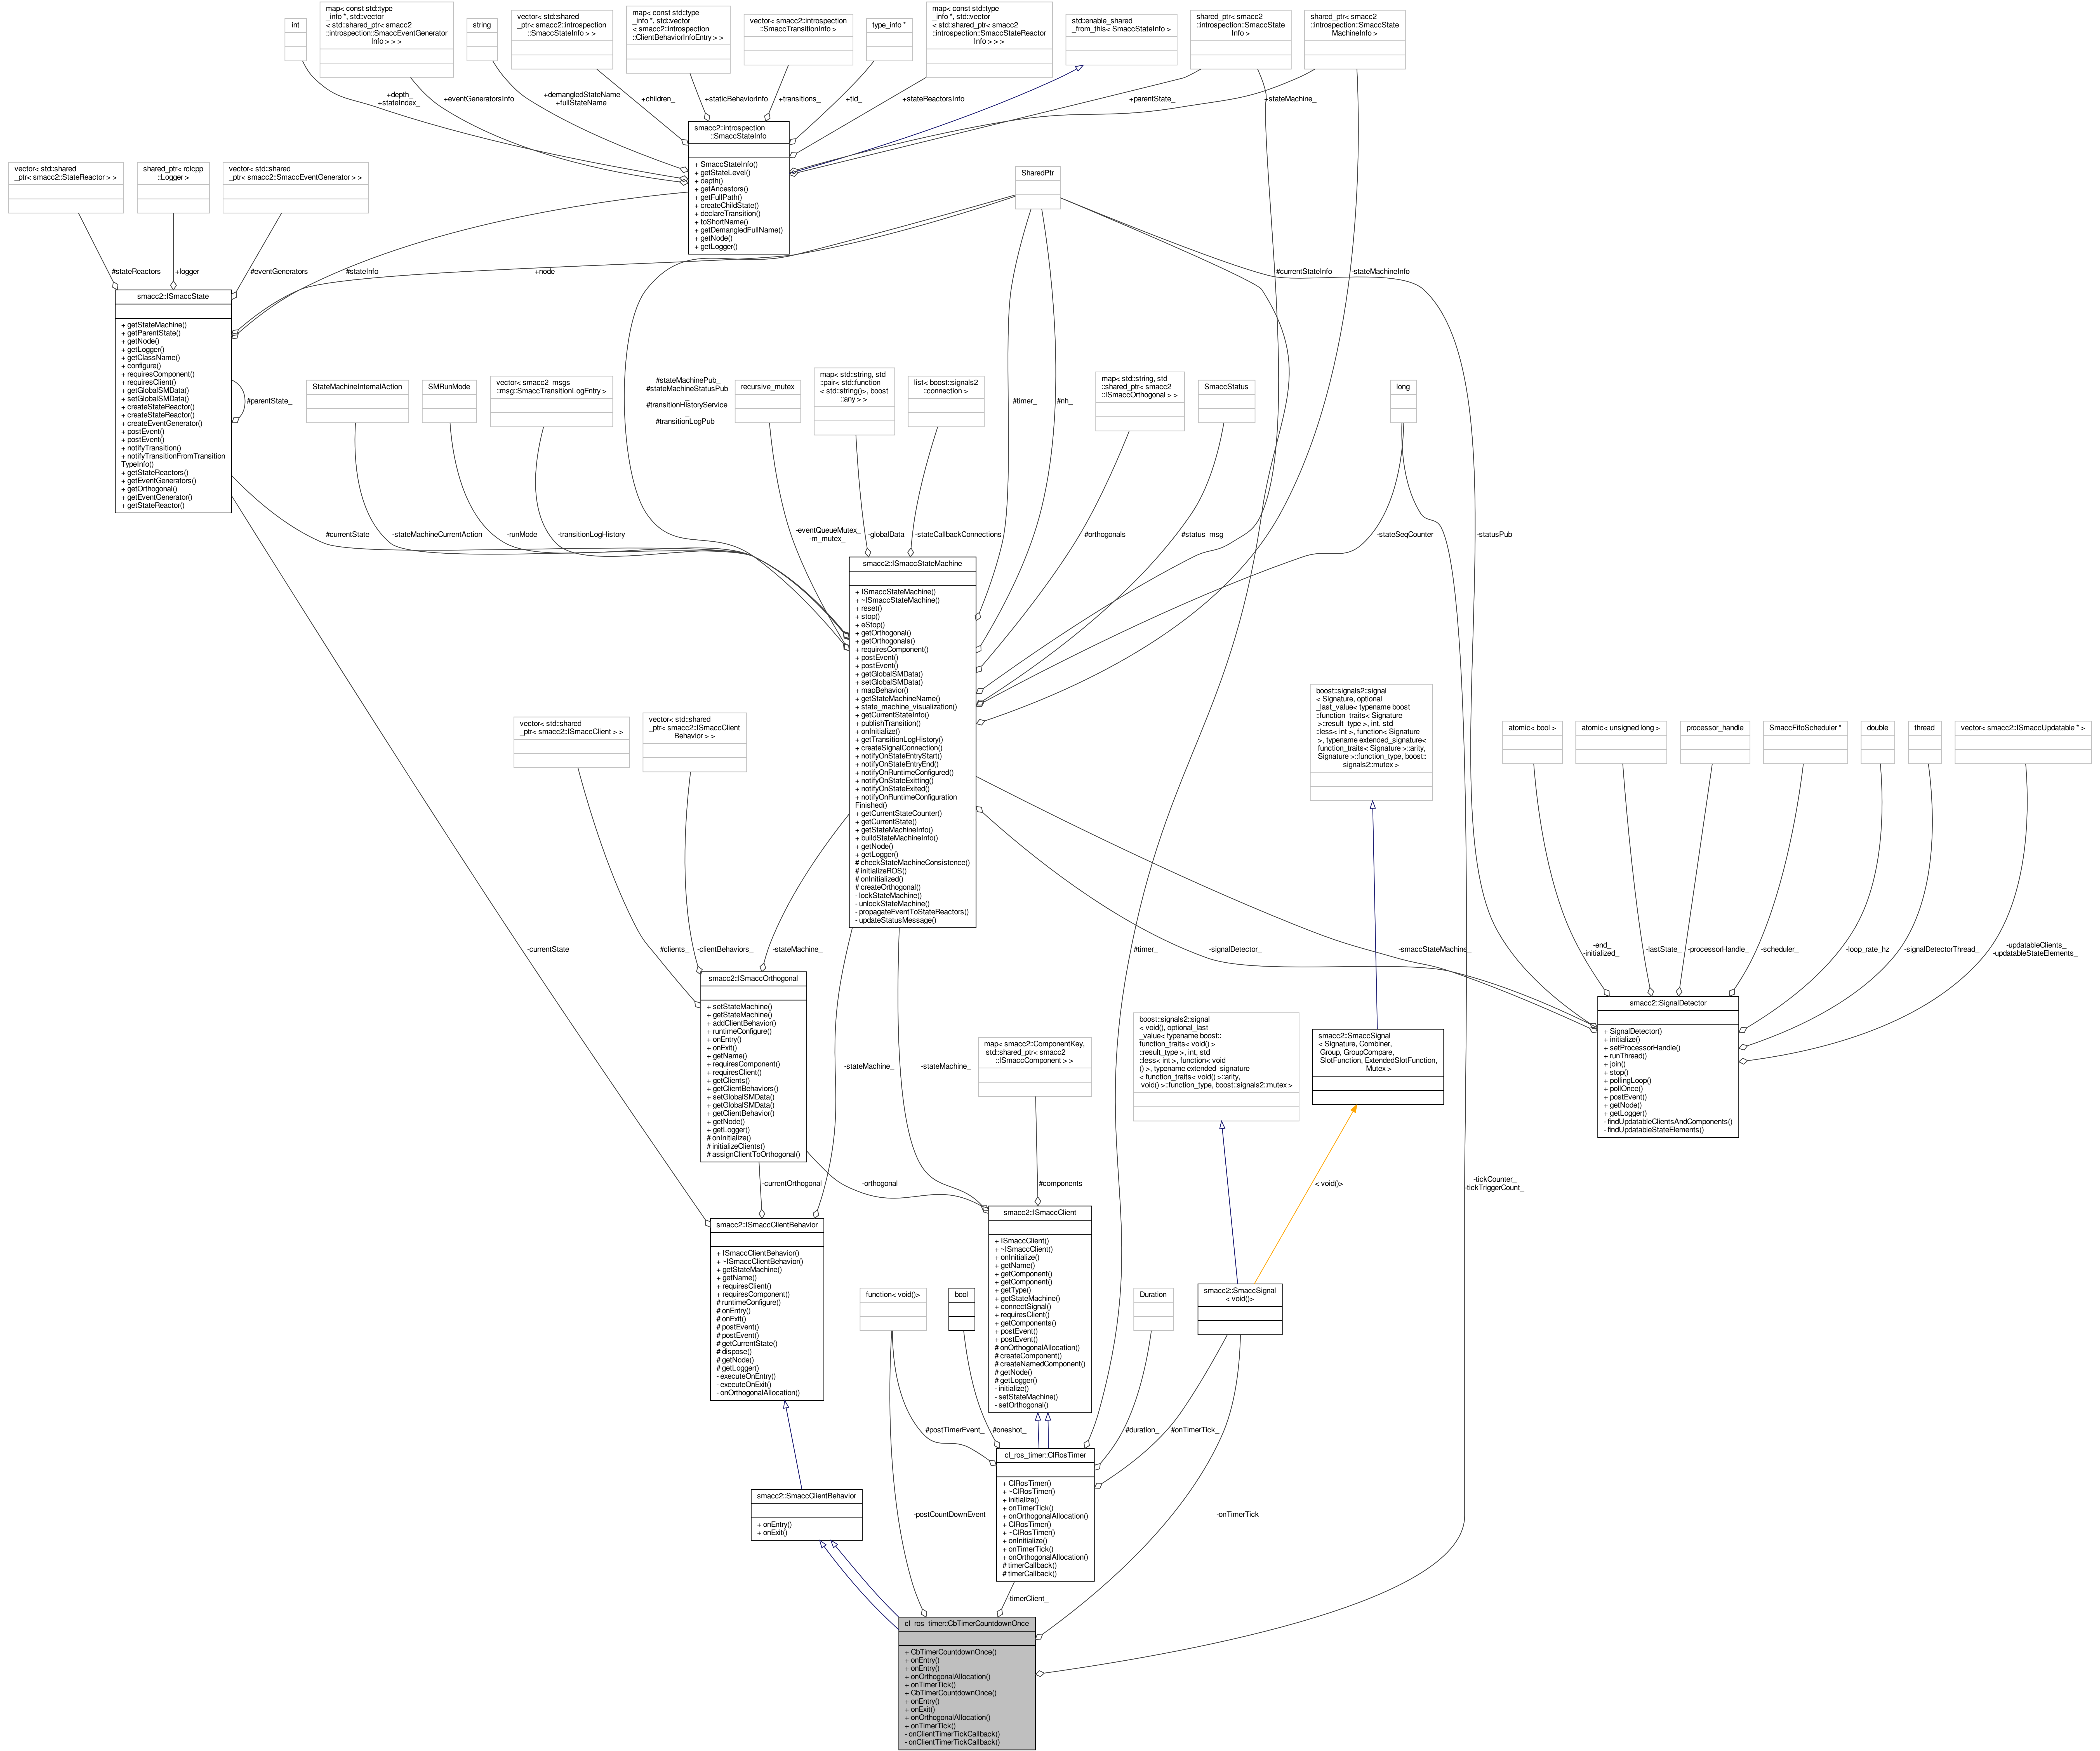 int
map< const std::type
_info *, std::vector
< std::shared_ptr< smacc2
::introspection::SmaccEventGenerator
Info > > >
string
vector< std::shared
_ptr< smacc2::introspection
::SmaccStateInfo > >
map< const std::type
_info *, std::vector
< smacc2::introspection
::ClientBehaviorInfoEntry > >
vector< smacc2::introspection
::SmaccTransitionInfo >
type_info *
map< const std::type
_info *, std::vector
< std::shared_ptr< smacc2
::introspection::SmaccStateReactor
Info > > >
std::enable_shared
_from_this< SmaccStateInfo >
shared_ptr< smacc2
::introspection::SmaccState
Info >
shared_ptr< smacc2
::introspection::SmaccState
MachineInfo >
+depth_
+stateIndex_
+eventGeneratorsInfo
+demangledStateName
+fullStateName
+children_
+staticBehaviorInfo
+transitions_
+tid_
+stateReactorsInfo
+parentState_
+stateMachine_
smacc2::introspection
::SmaccStateInfo
+ SmaccStateInfo()
+ getStateLevel()
+ depth()
+ getAncestors()
+ getFullPath()
+ createChildState()
+ declareTransition()
+ toShortName()
+ getDemangledFullName()
+ getNode()
+ getLogger()
vector< std::shared
_ptr< smacc2::StateReactor > >
shared_ptr< rclcpp
::Logger >
vector< std::shared
_ptr< smacc2::SmaccEventGenerator > >
SharedPtr
#stateReactors_
+logger_
#eventGenerators_
#stateInfo_
+node_
#currentStateInfo_
-stateMachineInfo_
smacc2::ISmaccState
+ getStateMachine()
+ getParentState()
+ getNode()
+ getLogger()
+ getClassName()
+ configure()
+ requiresComponent()
+ requiresClient()
+ getGlobalSMData()
+ setGlobalSMData()
+ createStateReactor()
+ createStateReactor()
+ createEventGenerator()
+ postEvent()
+ postEvent()
+ notifyTransition()
+ notifyTransitionFromTransition
TypeInfo()
+ getStateReactors()
+ getEventGenerators()
+ getOrthogonal()
+ getEventGenerator()
+ getStateReactor()
#parentState_
StateMachineInternalAction
SMRunMode
vector< smacc2_msgs
::msg::SmaccTransitionLogEntry >
#stateMachinePub_
#stateMachineStatusPub
_
#transitionHistoryService
_
#transitionLogPub_
recursive_mutex
map< std::string, std
::pair< std::function
< std::string()>, boost
::any > >
list< boost::signals2
::connection >
#timer_
#nh_
map< std::string, std
::shared_ptr< smacc2
::ISmaccOrthogonal > >
SmaccStatus
long
#currentState_
-stateMachineCurrentAction
-runMode_
-transitionLogHistory_
-eventQueueMutex_
-m_mutex_
-globalData_
-stateCallbackConnections
#orthogonals_
#status_msg_
-stateSeqCounter_
-statusPub_
smacc2::ISmaccStateMachine
+ ISmaccStateMachine()
+ ~ISmaccStateMachine()
+ reset()
+ stop()
+ eStop()
+ getOrthogonal()
+ getOrthogonals()
+ requiresComponent()
+ postEvent()
+ postEvent()
+ getGlobalSMData()
+ setGlobalSMData()
+ mapBehavior()
+ getStateMachineName()
+ state_machine_visualization()
+ getCurrentStateInfo()
+ publishTransition()
+ onInitialize()
+ getTransitionLogHistory()
+ createSignalConnection()
+ notifyOnStateEntryStart()
+ notifyOnStateEntryEnd()
+ notifyOnRuntimeConfigured()
+ notifyOnStateExitting()
+ notifyOnStateExited()
+ notifyOnRuntimeConfiguration
Finished()
+ getCurrentStateCounter()
+ getCurrentState()
+ getStateMachineInfo()
+ buildStateMachineInfo()
+ getNode()
+ getLogger()
# checkStateMachineConsistence()
# initializeROS()
# onInitialized()
# createOrthogonal()
- lockStateMachine()
- unlockStateMachine()
- propagateEventToStateReactors()
- updateStatusMessage()
vector< std::shared
_ptr< smacc2::ISmaccClient > >
vector< std::shared
_ptr< smacc2::ISmaccClient
Behavior > >
boost::signals2::signal
< Signature, optional
_last_value< typename boost
::function_traits< Signature
>::result_type >, int, std
::less< int >, function< Signature
>, typename extended_signature<
function_traits< Signature >::arity,
Signature >::function_type, boost::
signals2::mutex >
atomic< bool >
atomic< unsigned long >
processor_handle
SmaccFifoScheduler *
double
thread
vector< smacc2::ISmaccUpdatable * >
-currentState
#clients_
-clientBehaviors_
-stateMachine_
-signalDetector_
#timer_
-smaccStateMachine_
-end_
-initialized_
-lastState_
-processorHandle_
-scheduler_
-loop_rate_hz
-signalDetectorThread_
-updatableClients_
-updatableStateElements_
smacc2::ISmaccOrthogonal
+ setStateMachine()
+ getStateMachine()
+ addClientBehavior()
+ runtimeConfigure()
+ onEntry()
+ onExit()
+ getName()
+ requiresComponent()
+ requiresClient()
+ getClients()
+ getClientBehaviors()
+ setGlobalSMData()
+ getGlobalSMData()
+ getClientBehavior()
+ getNode()
+ getLogger()
# onInitialize()
# initializeClients()
# assignClientToOrthogonal()
-stateMachine_
-stateMachine_
map< smacc2::ComponentKey,
std::shared_ptr< smacc2
::ISmaccComponent > >
boost::signals2::signal
< void(), optional_last
_value< typename boost::
function_traits< void() >
::result_type >, int, std
::less< int >, function< void
() >, typename extended_signature
< function_traits< void() >::arity,
void() >::function_type, boost::signals2::mutex >
smacc2::SmaccSignal
< Signature, Combiner,
Group, GroupCompare,
SlotFunction, ExtendedSlotFunction,
Mutex >
smacc2::SignalDetector
+ SignalDetector()
+ initialize()
+ setProcessorHandle()
+ runThread()
+ join()
+ stop()
+ pollingLoop()
+ pollOnce()
+ postEvent()
+ getNode()
+ getLogger()
- findUpdatableClientsAndComponents()
- findUpdatableStateElements()
-currentOrthogonal
-orthogonal_
#components_
< void()>
-tickCounter_
-tickTriggerCount_
smacc2::ISmaccClientBehavior
+ ISmaccClientBehavior()
+ ~ISmaccClientBehavior()
+ getStateMachine()
+ getName()
+ requiresClient()
+ requiresComponent()
# runtimeConfigure()
# onEntry()
# onExit()
# postEvent()
# postEvent()
# getCurrentState()
# dispose()
# getNode()
# getLogger()
- executeOnEntry()
- executeOnExit()
- onOrthogonalAllocation()
smacc2::ISmaccClient
+ ISmaccClient()
+ ~ISmaccClient()
+ onInitialize()
+ getName()
+ getComponent()
+ getComponent()
+ getType()
+ getStateMachine()
+ connectSignal()
+ requiresClient()
+ getComponents()
+ postEvent()
+ postEvent()
# onOrthogonalAllocation()
# createComponent()
# createNamedComponent()
# getNode()
# getLogger()
- initialize()
- setStateMachine()
- setOrthogonal()
function< void()>
bool
Duration
smacc2::SmaccSignal
< void()>
#postTimerEvent_
#oneshot_
#duration_
#onTimerTick_
cl_ros_timer::ClRosTimer
+ ClRosTimer()
+ ~ClRosTimer()
+ initialize()
+ onTimerTick()
+ onOrthogonalAllocation()
+ ClRosTimer()
+ ~ClRosTimer()
+ onInitialize()
+ onTimerTick()
+ onOrthogonalAllocation()
# timerCallback()
# timerCallback()
smacc2::SmaccClientBehavior
+ onEntry()
+ onExit()
-postCountDownEvent_
-onTimerTick_
-timerClient_
cl_ros_timer::CbTimerCountdownOnce
+ CbTimerCountdownOnce()
+ onEntry()
+ onEntry()
+ onOrthogonalAllocation()
+ onTimerTick()
+ CbTimerCountdownOnce()
+ onEntry()
+ onExit()
+ onOrthogonalAllocation()
+ onTimerTick()
- onClientTimerTickCallback()
- onClientTimerTickCallback()